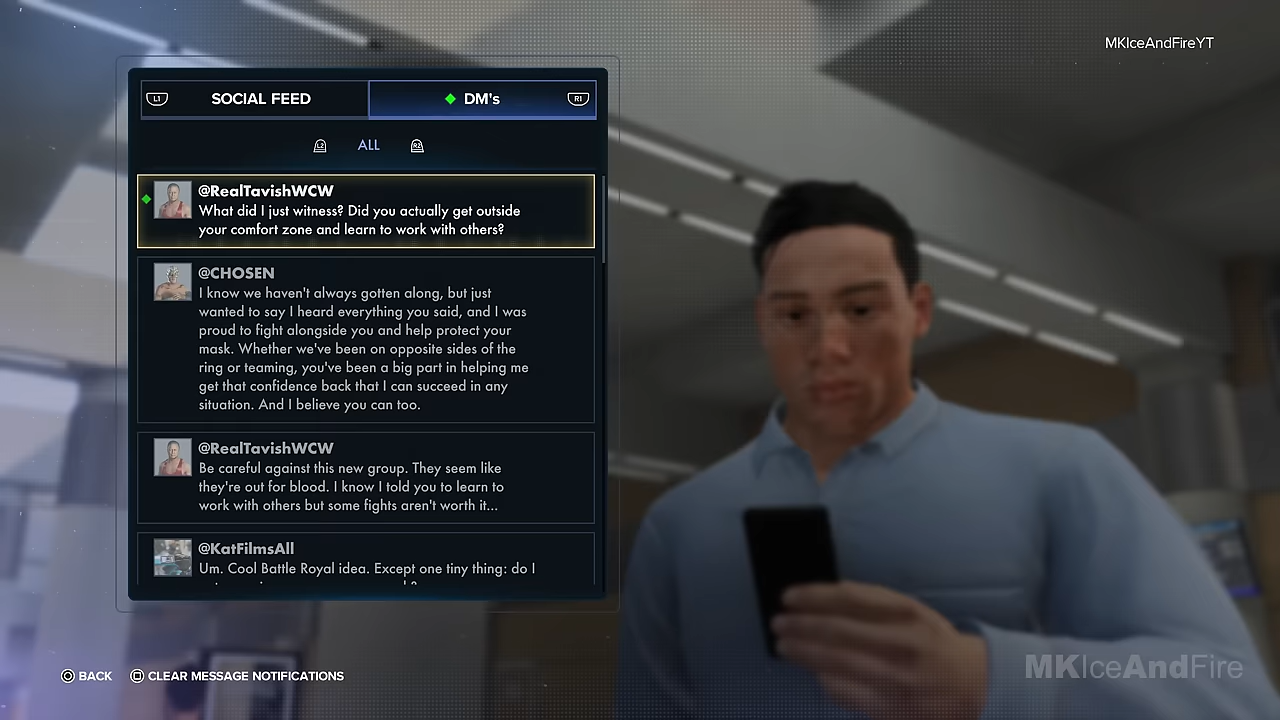 MKIceAndFireYT
L1 SOCIAL FEED DM's R1
L2 ALL R2
@RealTavishWCW
What did I just witness? Did you actually get outside
your comfort zone and learn to work with others?
@CHOSEN
I know we haven't always gotten along, but just
wanted to say I heard everything you said, and I was
proud to fight alongside you and help protect your
mask. Whether we've been on opposite sides of the
ring or teaming, you've been a big part in helping me
get that confidence back that I can succeed in any
situation. And I believe you can too.
@RealTavishWCW
Be careful against this new group. They seem like
they're out for blood. I know I told you to learn to
work with others but some fights aren't worth it...
@KatFilmsAll
Um. Cool Battle Royal idea. Except one tiny thing: do I
BACK CLEAR MESSAGE NOTIFICATIONS
MKIceAndFire